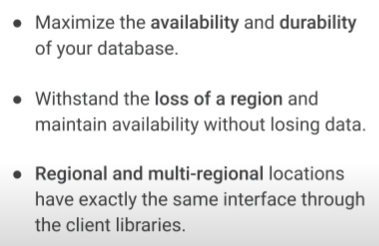 ● Maximize the availability and durability
of your database.
● Withstand the loss of a region and
maintain availability without losing data.
● Regional and multi-regional locations
have exactly the same interface through
the client libraries.